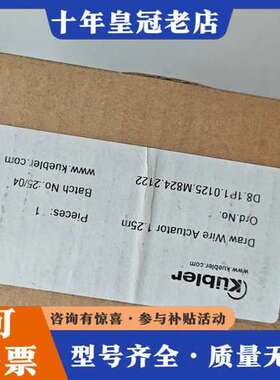 十年皇冠老店
Kübler
www.kuebler.com
Draw Wire Actuator 1.25m
Ord.No.:
D8.1P1.0125.M824.2122
Pieces: 1
Batch No.:25/04
www.kuebler.com
票
咨询有惊喜·参与补贴活动
型号齐全·质量无